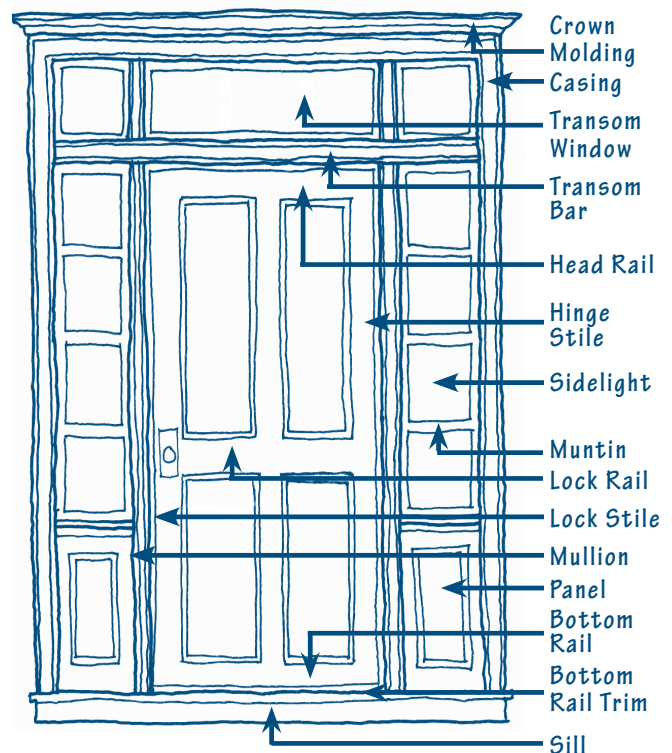 Crown
Molding
Casing
Transom
Window
Transom
Bar
Head Rail
Hinge
Stile
Sidelight
Muntin
Lock Rail
Lock Stile
Mullion
Panel
Bottom
Rail
Bottom
Rail Trim
Sill